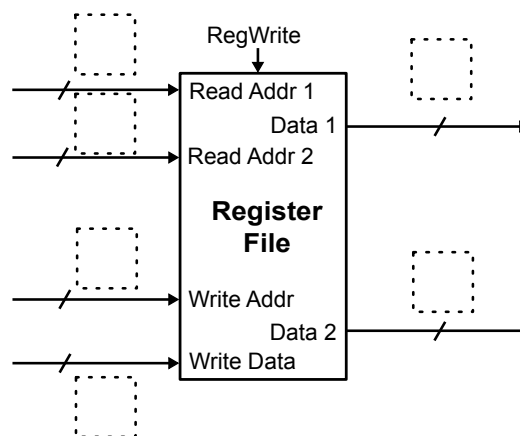 RegWrite
Read Addr 1
Data 1
Read Addr 2
Register
File
Write Addr
Data 2
Write Data